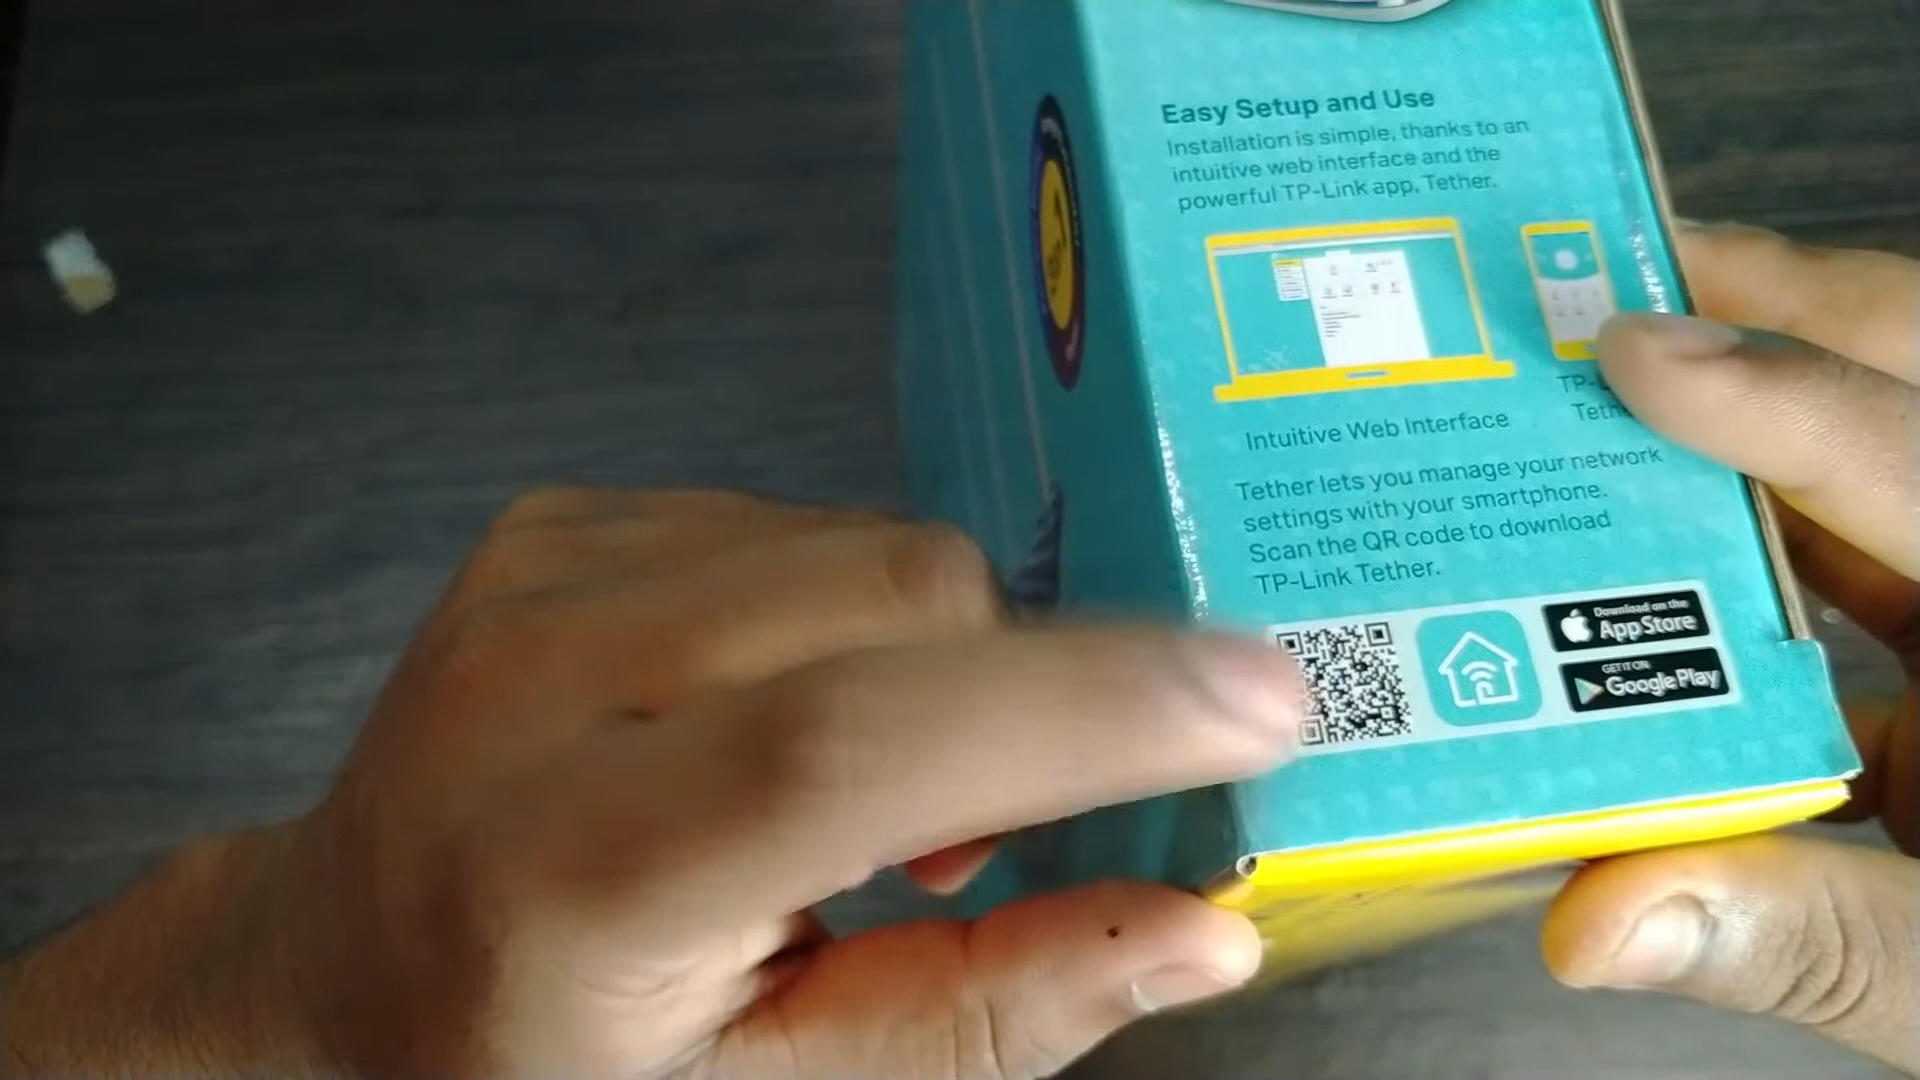 Easy Setup and Use
Installation is simple, thanks to an
intuitive web interface and the
powerful TP-Link app, Tether.
Intuitive Web Interface
TP-L
Teth
Tether lets you manage your network
settings with your smartphone.
Scan the QR code to download
TP-Link Tether.
Download on the
App Store
GET IT ON
Google Play